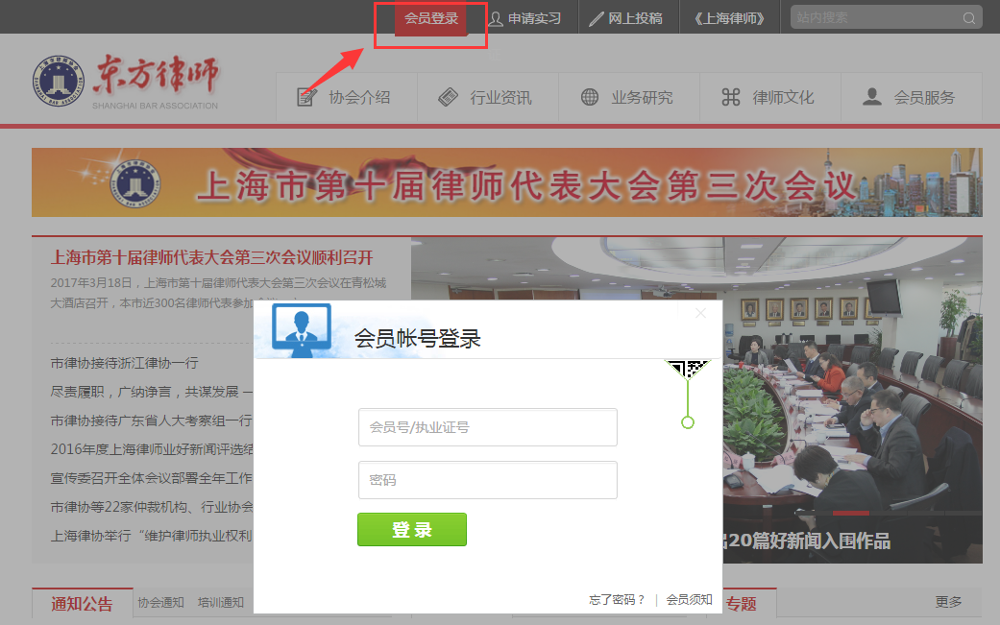 会员登录
申请实习
网上投稿
《上海律师》
站内搜索
东方律师
SHANGHAI BAR ASSOCIATION
协会介绍
行业资讯
业务研究
律师文化
会员服务
上海市第十届律师代表大会第三次会议
上海市第十届律师代表大会第三次会议顺利召开
2017年3月18日，上海市第十届律师代表大会第三次会议在青松城
大酒店召开，本市近300名律师代表参加
市律协接待浙江律协一行
尽责履职，广纳诤言，共谋发展 —
市律协接待广东省人大考察组一行
2016年度上海律师业好新闻评选结
宣传委召开全体会议部署全年工作
市律协等22家仲裁机构、行业协会
上海律协举行“维护律师执业权利
会员帐号登录
会员号/执业证号
密码
登 录
忘了密码？
会员须知
出20篇好新闻入围作品
通知公告
协会通知
培训通知
专题
更多